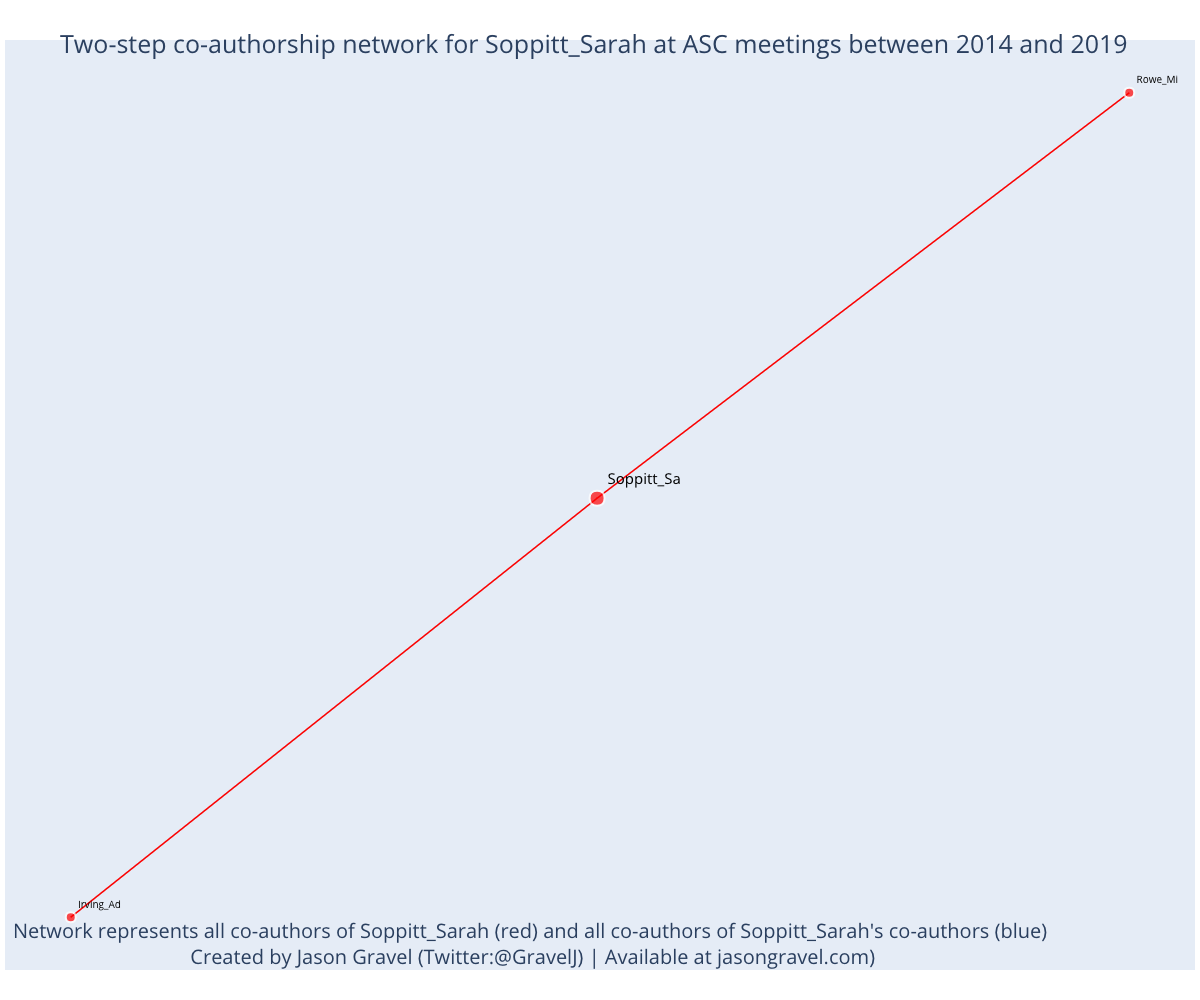 Two-step co-authorship network for Soppitt_Sarah at ASC meetings between 2014 and 2019
Rowe_Mi
Soppitt_Sa
Irving_Ad
Network represents all co-authors of Soppitt_Sarah (red) and all co-authors of Soppitt_Sarah's co-authors (blue)
Created by Jason Gravel (Twitter:@GravelJ) | Available at jasongravel.com)